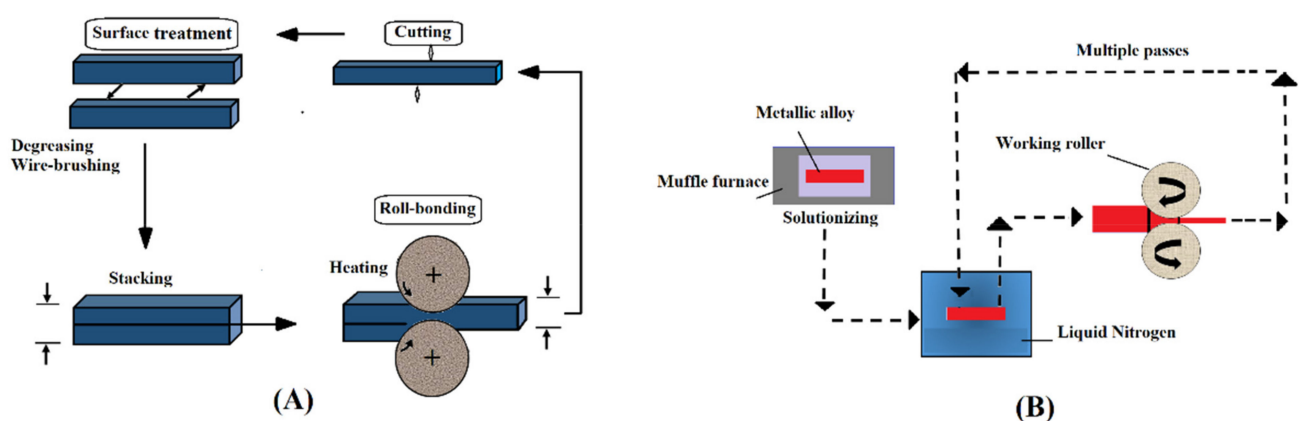 Surface treatment
Cutting
Degreasing
Wire-brushing
Stacking
Roll-bonding
Heating
(A)
Multiple passes
Metallic alloy
Working roller
Muffle furnace
Solutionizing
Liquid Nitrogen
(B)